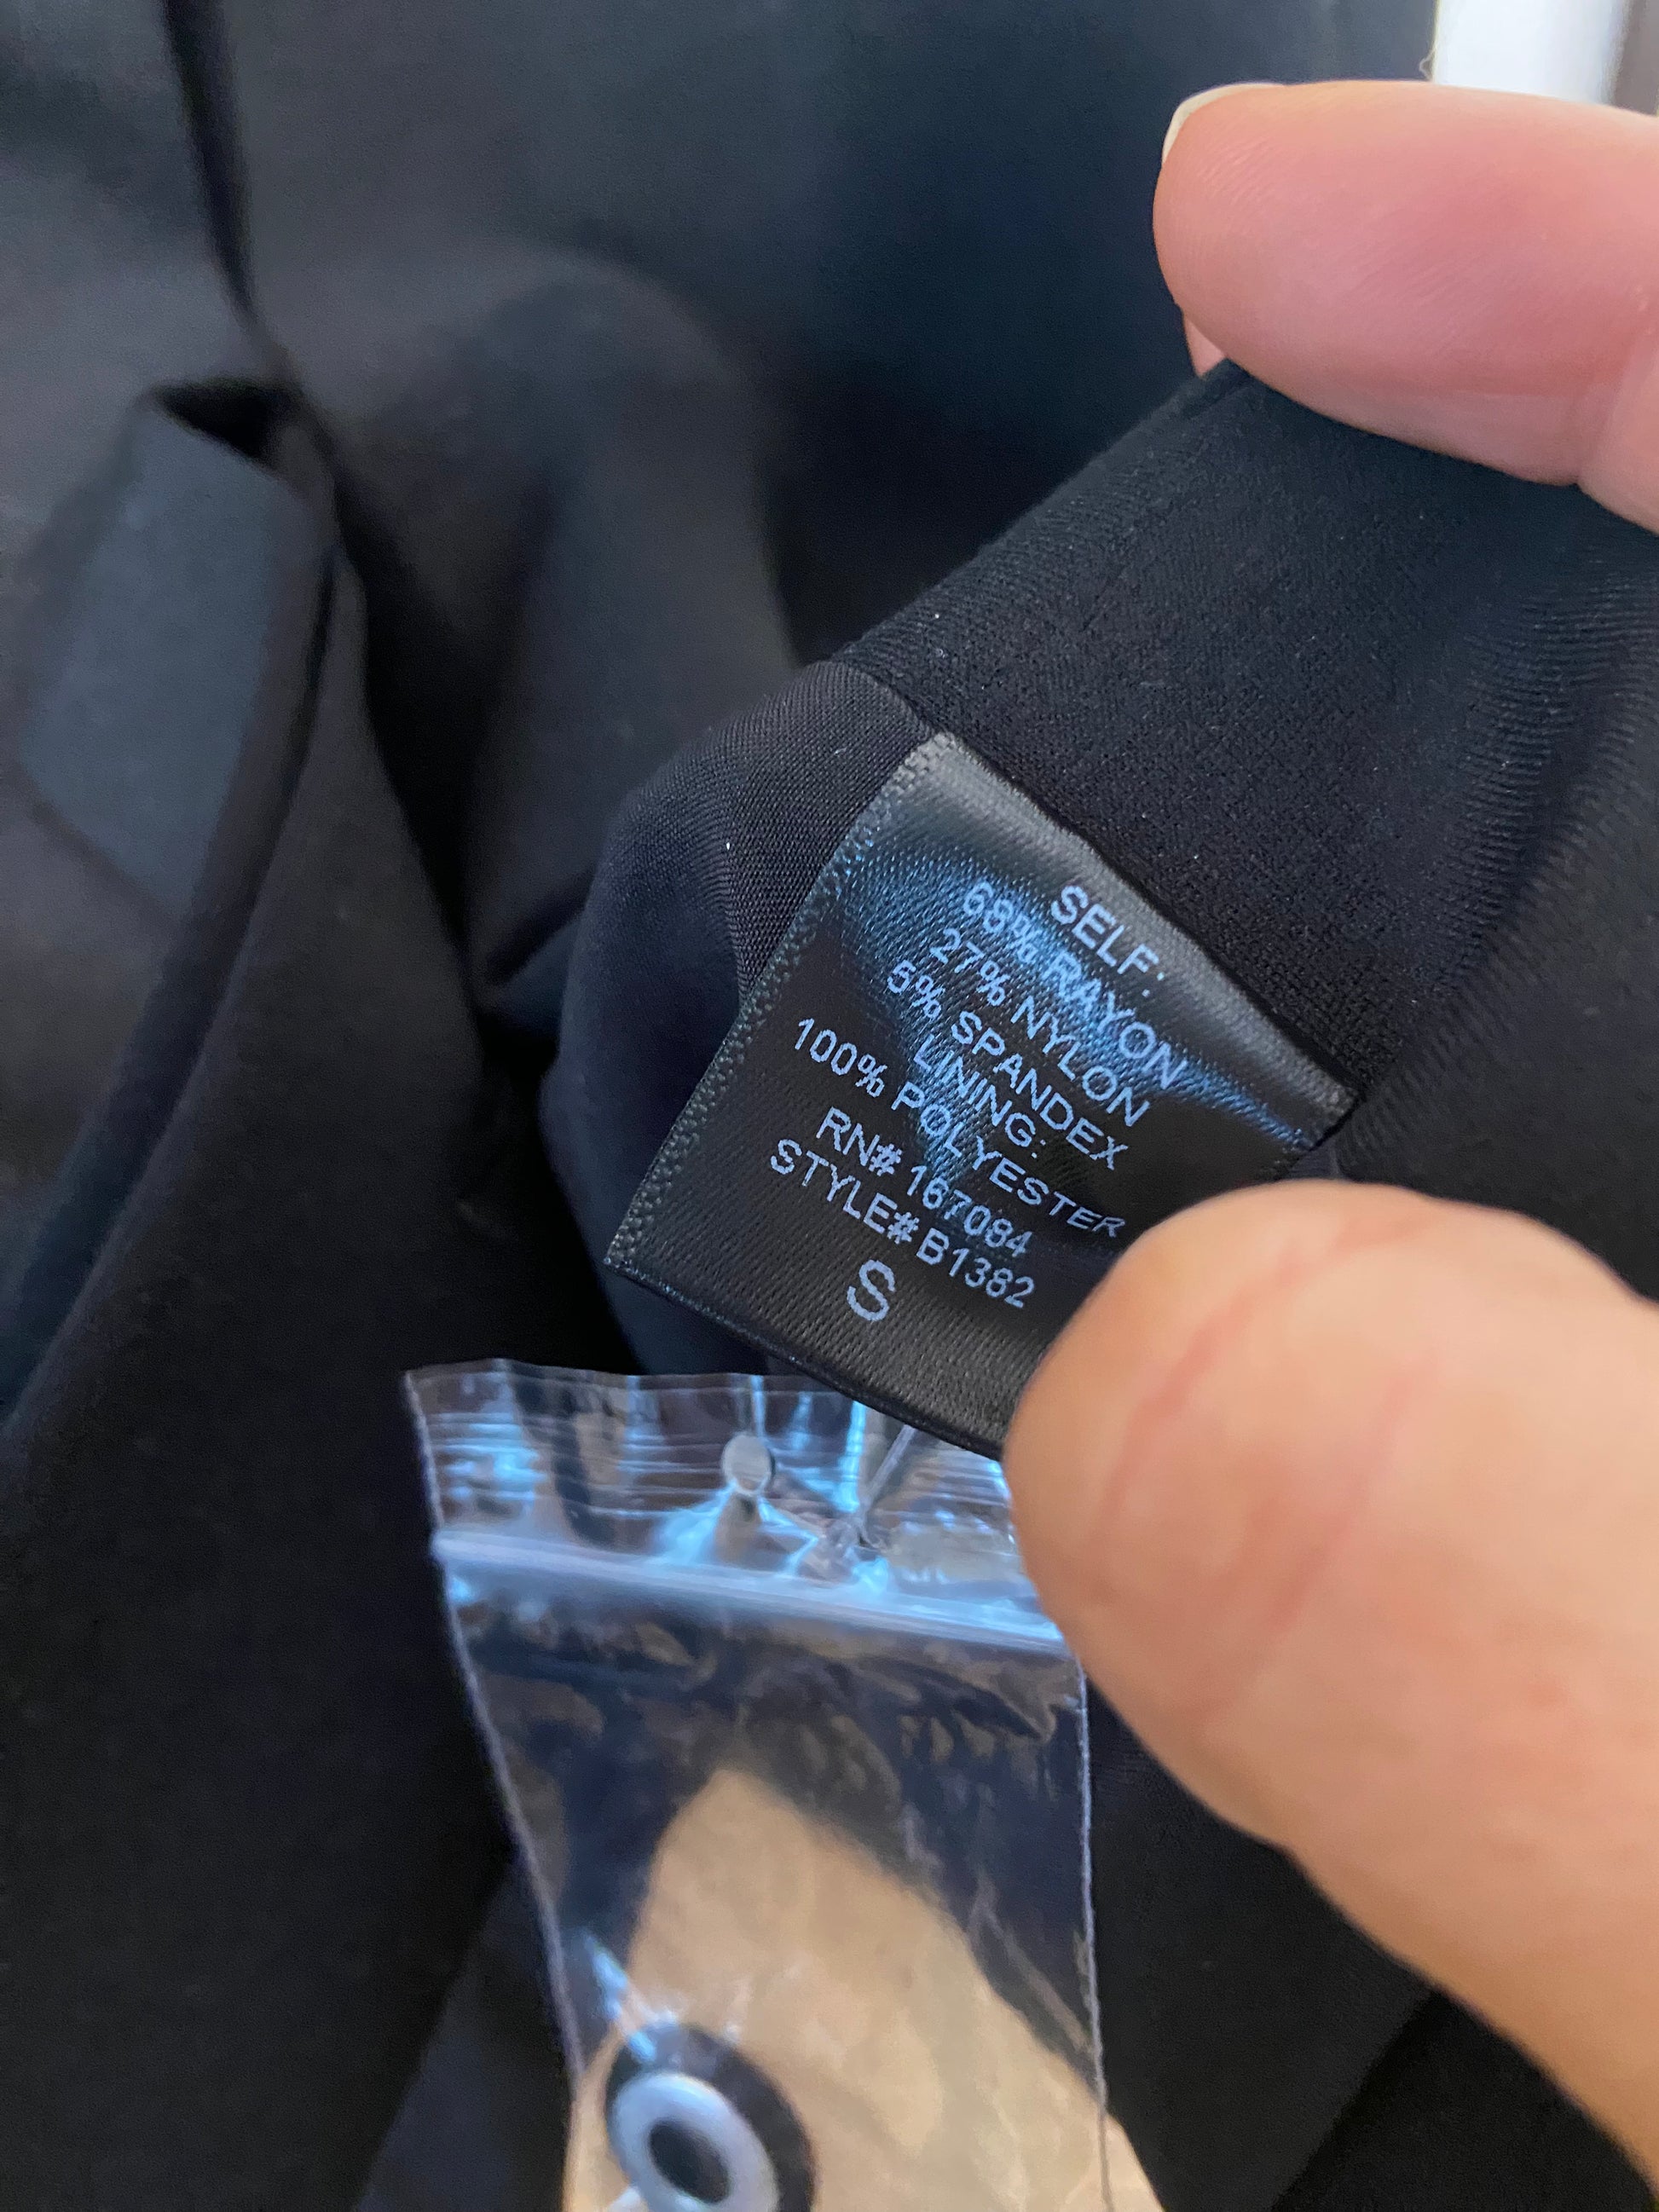 SELF:
68% RAYON
27% NYLON
5% SPANDEX
LINING:
100% POLYESTER
RN# 167084
STYLE# B1382
S